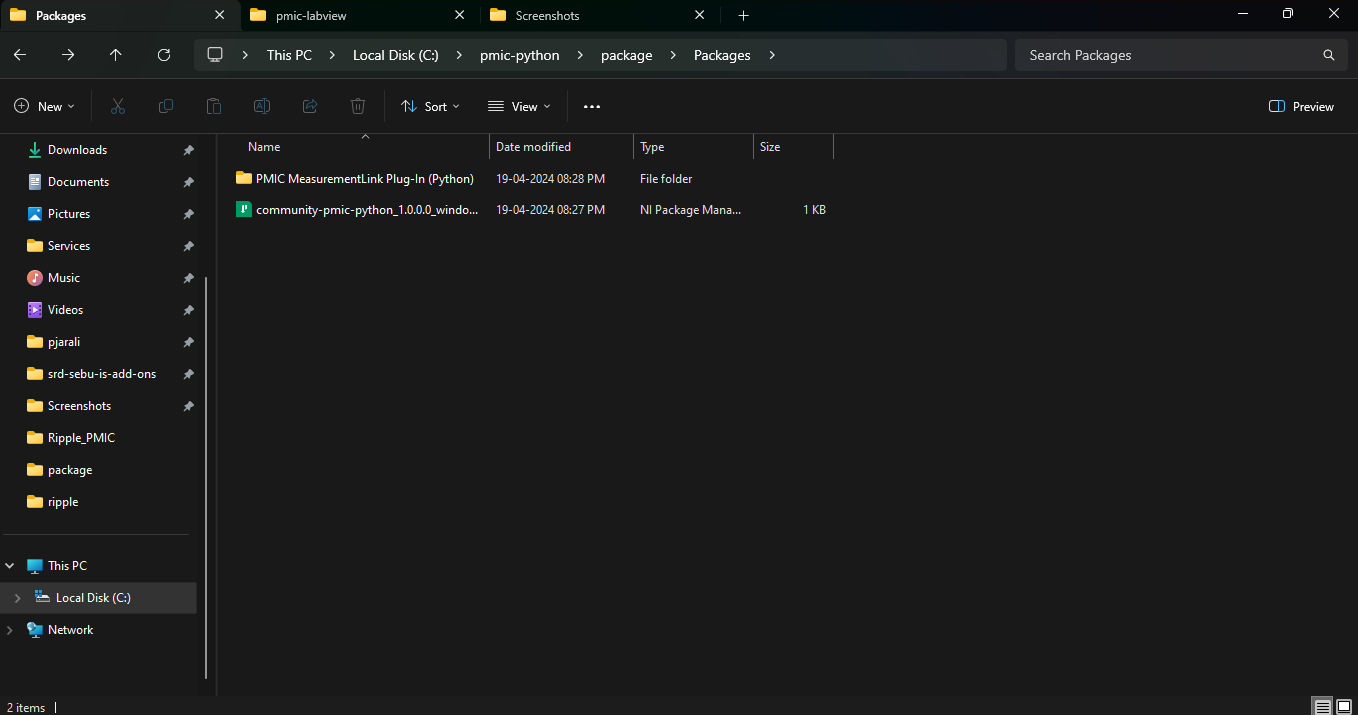 Packages pmic-labview Screenshots
This PC Local Disk (C:) pmic-python package Packages Search Packages
New Sort View Preview
Name Date modified Type Size
PMIC MeasurementLink Plug-In (Python) 19-04-2024 08:28 PM File folder
community-pmic-python_1.0.0.0_windo... 19-04-2024 08:27 PM NI Package Mana... 1 KB
Downloads
Documents
Pictures
Services
Music
Videos
pjarali
srd-sebu-is-add-ons
Screenshots
Ripple_PMIC
package
ripple
This PC
Local Disk (C:)
Network
2 items